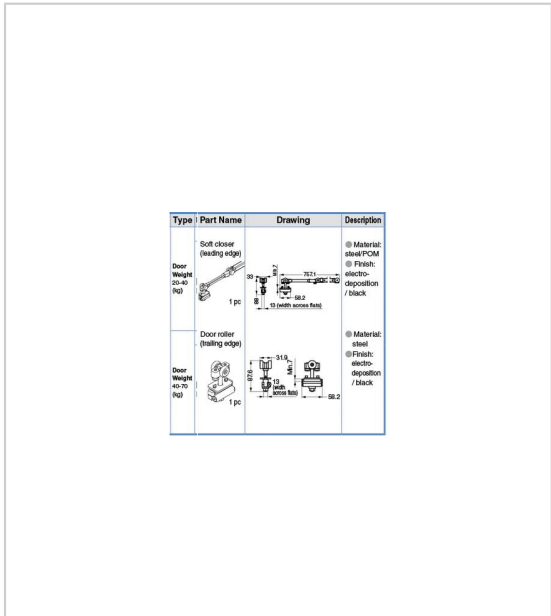 Type Part Name Drawing Description
Door
Weight
20-40
(kg)
Soft closer
(leading edge)
1 pc
33
88
Min.7
757.1
58.2
13 (width across flats)
Material:
steel/POM
Finish:
electro-
deposition
/ black
Door
Weight
40-70
(kg)
Door roller
(trailing edge)
1 pc
31.9
87.6
13
(width
across flats)
Min.7
58.2
Material:
steel
Finish:
electro-
deposition
/ black